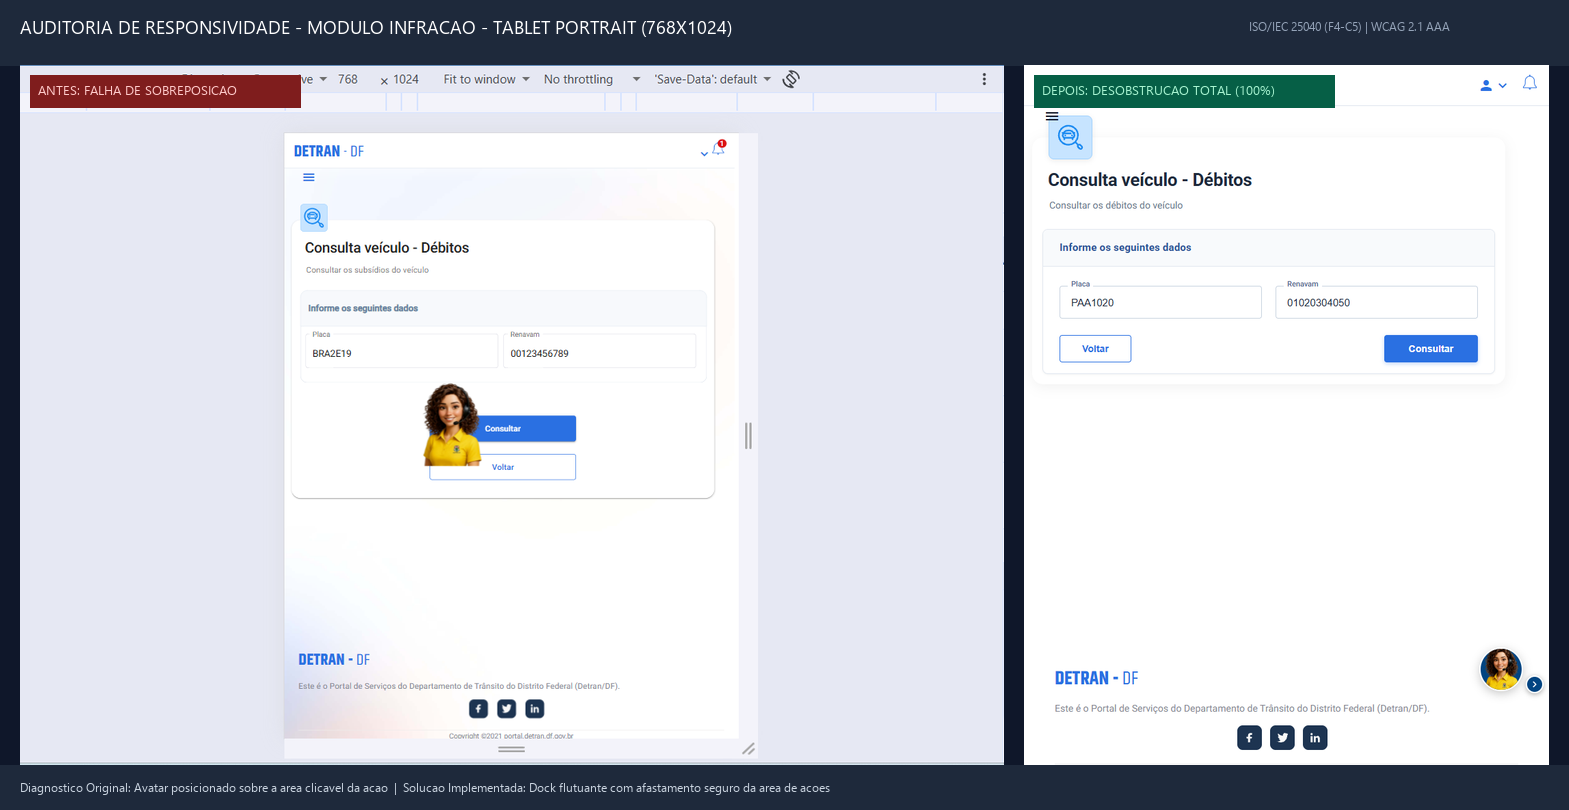 AUDITORIA DE RESPONSIVIDADE - MODULO INFRACAO - TABLET PORTRAIT (768X1024)
ISO/IEC 25040 (F4-C5) | WCAG 2.1 AAA
ANTES: FALHA DE SOBREPOSICAO
768 × 1024 Fit to window No throttling 'Save-Data': default
DETRAN - DF
1
Consulta veículo - Débitos
Consultar os subsídios do veículo
Informe os seguintes dados
Placa Renavam
BRA2E19 00123456789
Consultar
Voltar
DETRAN - DF
Este é o Portal de Serviços do Departamento de Trânsito do Distrito Federal (Detran/DF).
Copyright ©2021 portal.detran.df.gov.br
DEPOIS: DESOBSTRUCAO TOTAL (100%)
Consulta veículo - Débitos
Consultar os débitos do veículo
Informe os seguintes dados
Placa Renavam
PAA1020 01020304050
Voltar Consultar
DETRAN - DF
Este é o Portal de Serviços do Departamento de Trânsito do Distrito Federal (Detran/DF).
Diagnostico Original: Avatar posicionado sobre a area clicavel da acao | Solucao Implementada: Dock flutuante com afastamento seguro da area de acoes